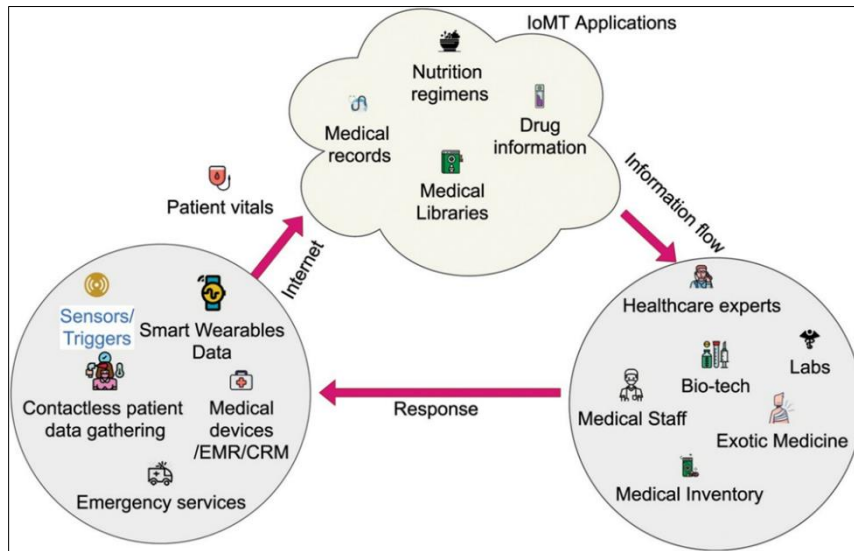 IoMT Applications
Nutrition
regimens
Medical
records
Drug
information
Medical
Libraries
Patient vitals
Internet
Information flow
Sensors/
Triggers
Smart Wearables
Data
Contactless patient
data gathering
Medical
devices
/EMR/CRM
Emergency services
Response
Healthcare experts
Labs
Bio-tech
Medical Staff
Exotic Medicine
Medical Inventory